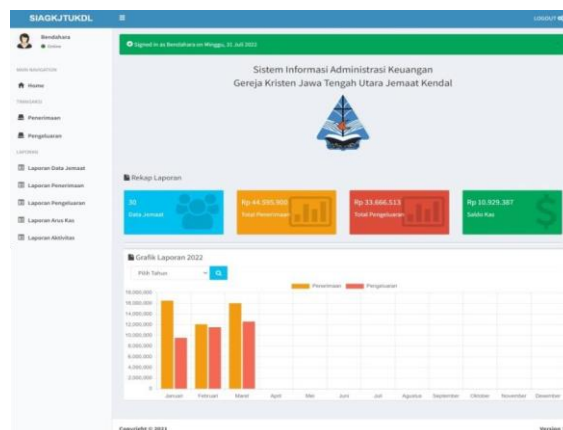 SIAGKJTUKDL
LOGOUT
Bendahara
Online
Signed in as Bendahara on Minggu, 31 Juli 2022
MAIN NAVIGATION
Home
TRANSAKSI
Penerimaan
Pengeluaran
LAPORAN
Laporan Data Jemaat
Laporan Penerimaan
Laporan Pengeluaran
Laporan Arus Kas
Laporan Aktivitas
Sistem Informasi Administrasi Keuangan
Gereja Kristen Jawa Tengah Utara Jemaat Kendal
Rekap Laporan
30
Data Jemaat
Rp 44.595.900
Total Penerimaan
Rp 33.666.513
Total Pengeluaran
Rp 10.929.387
Saldo Kas
Grafik Laporan 2022
Pilih Tahun
Penerimaan
Pengeluaran
18,000,000
16,000,000
14,000,000
12,000,000
10,000,000
8,000,000
6,000,000
4,000,000
2,000,000
0
Januari Februari Maret April Mei Juni Juli Agustus September Oktober November Desember
Copyright © 2022
Version